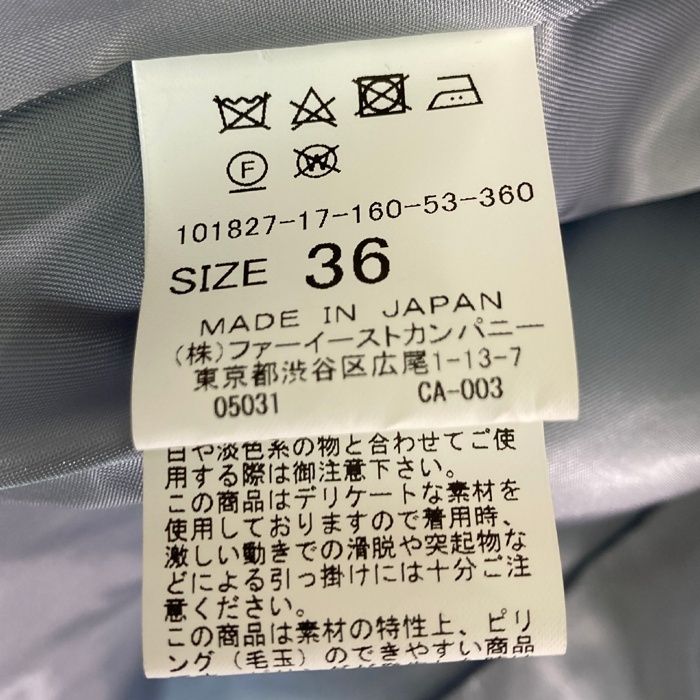 F
W
101827-17-160-53-360
SIZE 36
MADE IN JAPAN
(株)ファーイーストカンパニー
東京都渋谷区広尾1-13-7
05031 CA-003
白や淡色系の物と合わせてご使
用する際は御注意下さい。
この商品はデリケートな素材を
使用しておりますので着用時、
激しい動きでの滑脱や突起物な
どによる引っ掛けには十分ご注
意ください。
この商品は素材の特性上、ピリ
ング(毛玉)のできやすい商品